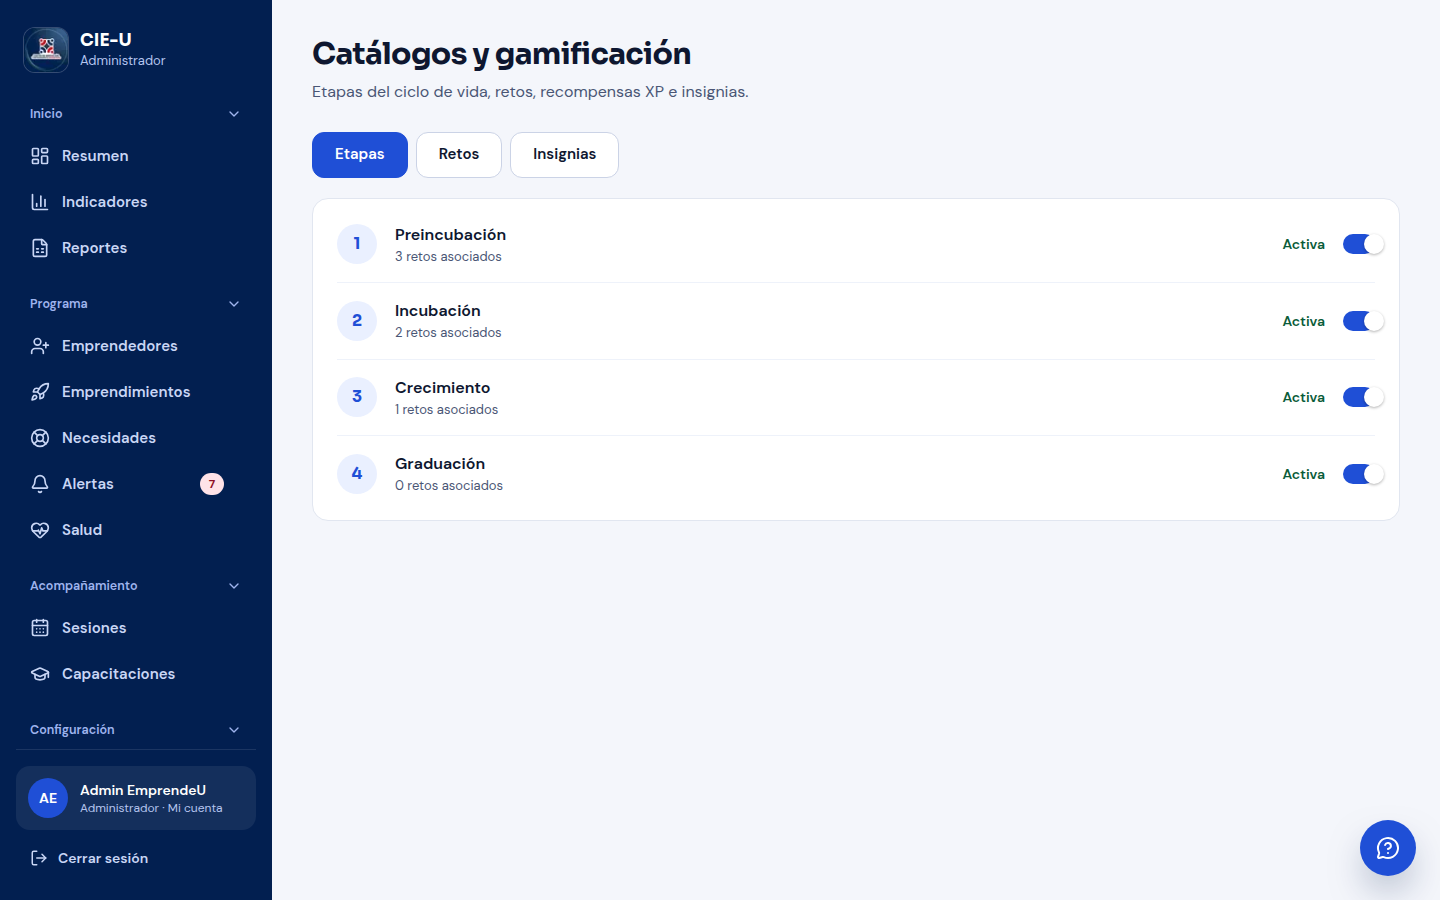 CIE-U
Administrador
Inicio
Resumen
Indicadores
Reportes
Programa
Emprendedores
Emprendimientos
Necesidades
Alertas 7
Salud
Acompañamiento
Sesiones
Capacitaciones
Configuración
AE
Admin EmprendeU
Administrador · Mi cuenta
Cerrar sesión
Catálogos y gamificación
Etapas del ciclo de vida, retos, recompensas XP e insignias.
Etapas Retos Insignias
1 Preincubación
3 retos asociados
Activa
2 Incubación
2 retos asociados
Activa
3 Crecimiento
1 retos asociados
Activa
4 Graduación
0 retos asociados
Activa